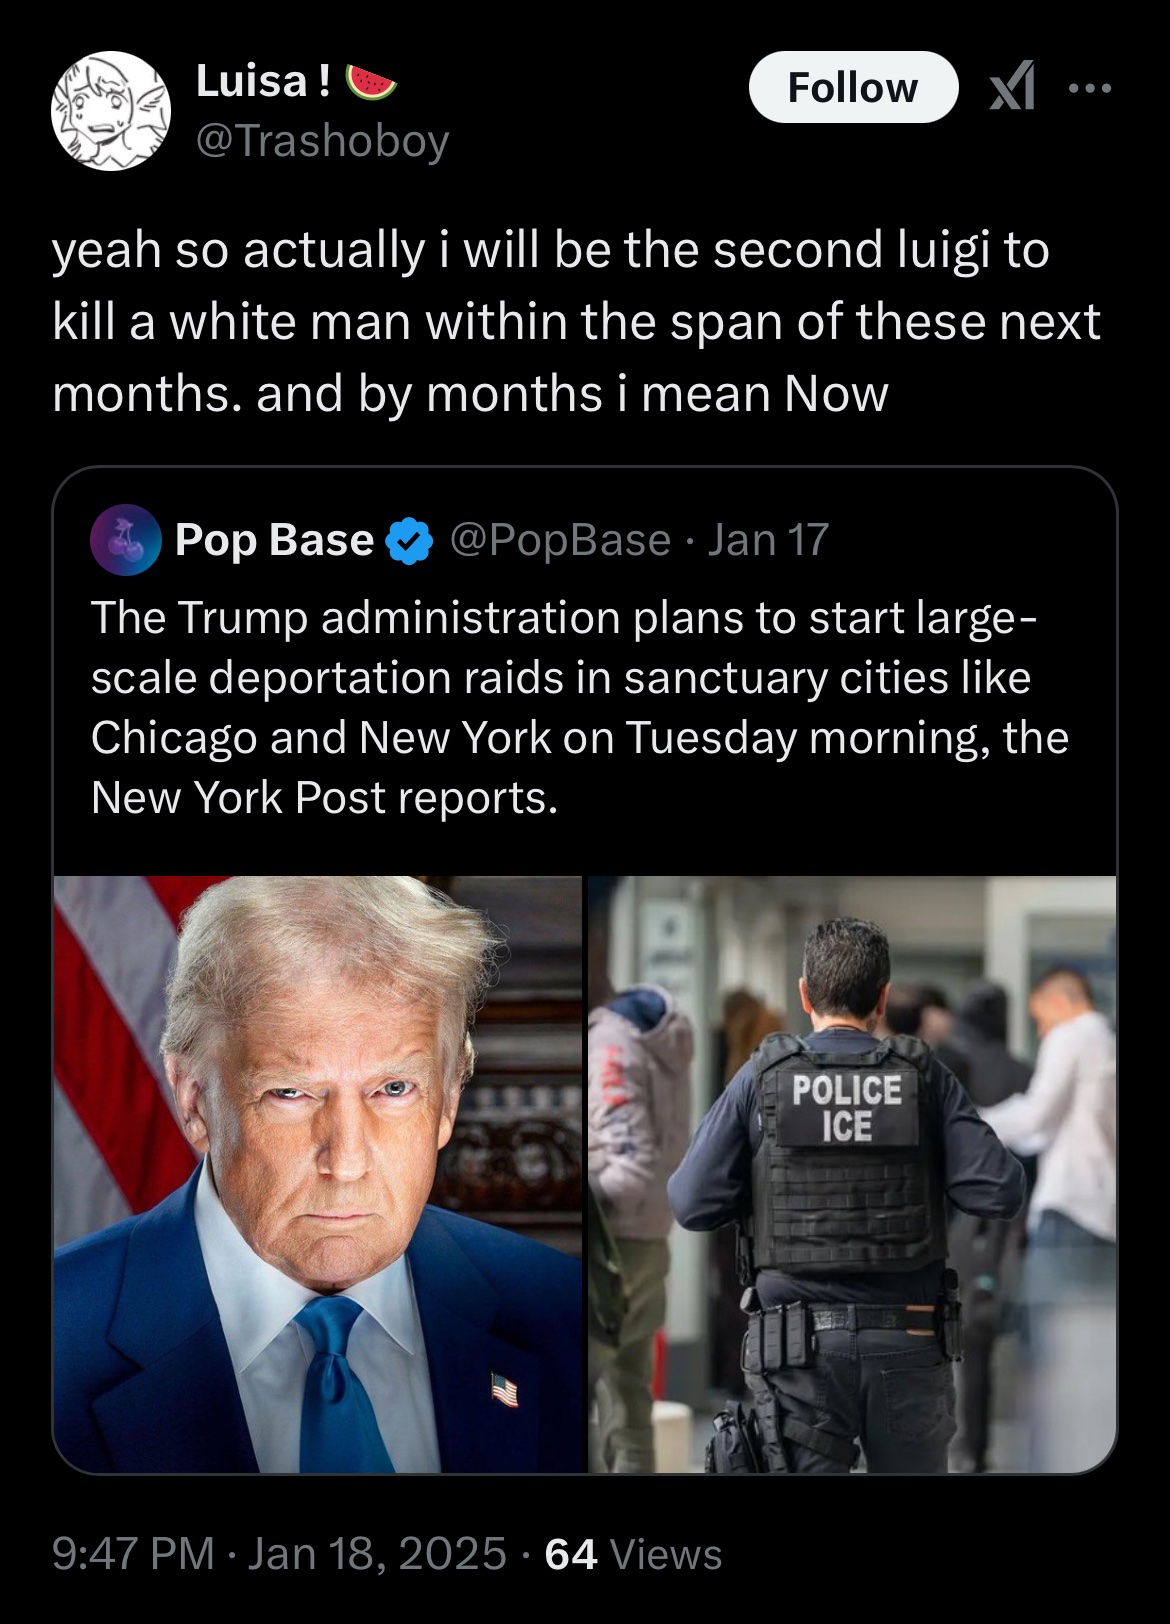 Luisa ! 🍉
Follow
@Trashoboy
yeah so actually i will be the second luigi to
kill a white man within the span of these next
months. and by months i mean Now
Pop Base @PopBase · Jan 17
The Trump administration plans to start large-
scale deportation raids in sanctuary cities like
Chicago and New York on Tuesday morning, the
New York Post reports.
POLICE
ICE
9:47 PM · Jan 18, 2025 · 64 Views